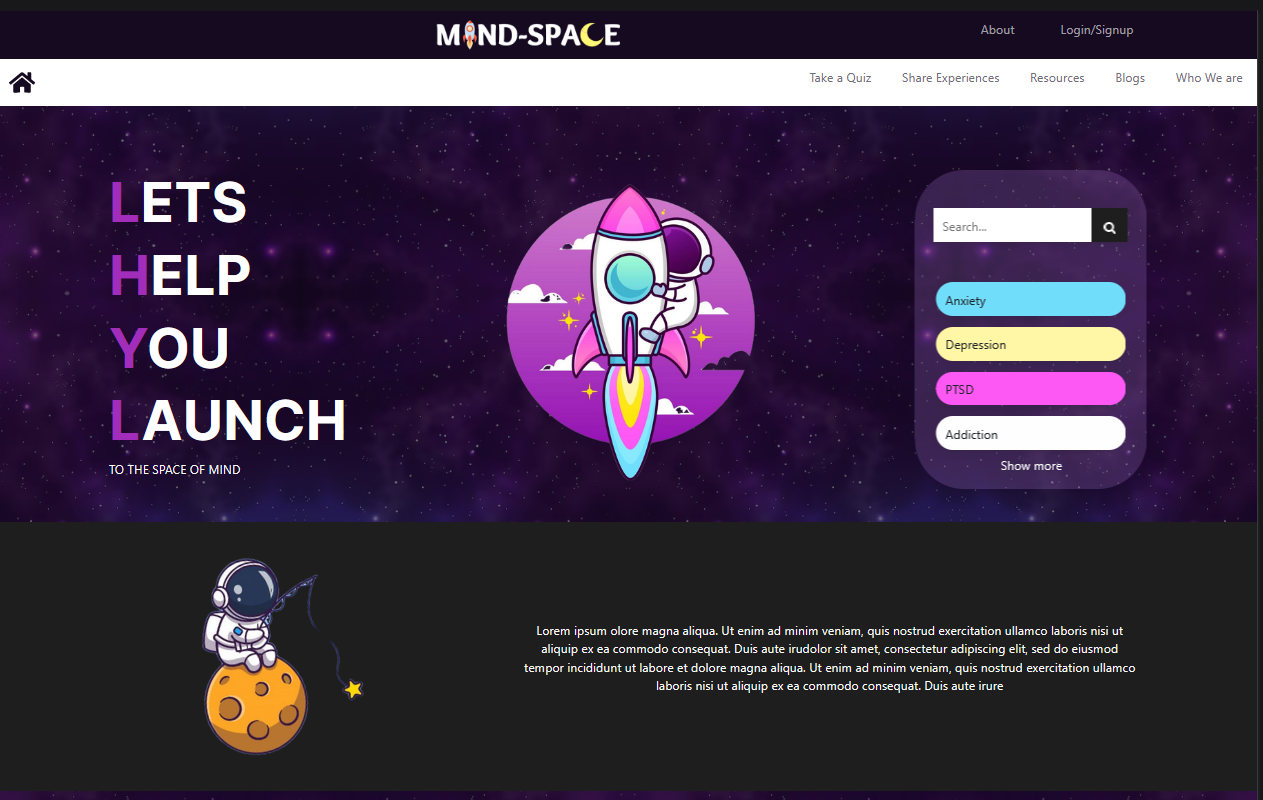 MIND-SPACE
About
Login/Signup
Take a Quiz
Share Experiences
Resources
Blogs
Who We are
LETS
HELP
YOU
LAUNCH
TO THE SPACE OF MIND
Search...
Anxiety
Depression
PTSD
Addiction
Show more
Lorem ipsum olore magna aliqua. Ut enim ad minim veniam, quis nostrud exercitation ullamco laboris nisi ut
aliquip ex ea commodo consequat. Duis aute irudolor sit amet, consectetur adipiscing elit, sed do eiusmod
tempor incididunt ut labore et dolore magna aliqua. Ut enim ad minim veniam, quis nostrud exercitation ullamco
laboris nisi ut aliquip ex ea commodo consequat. Duis aute irure